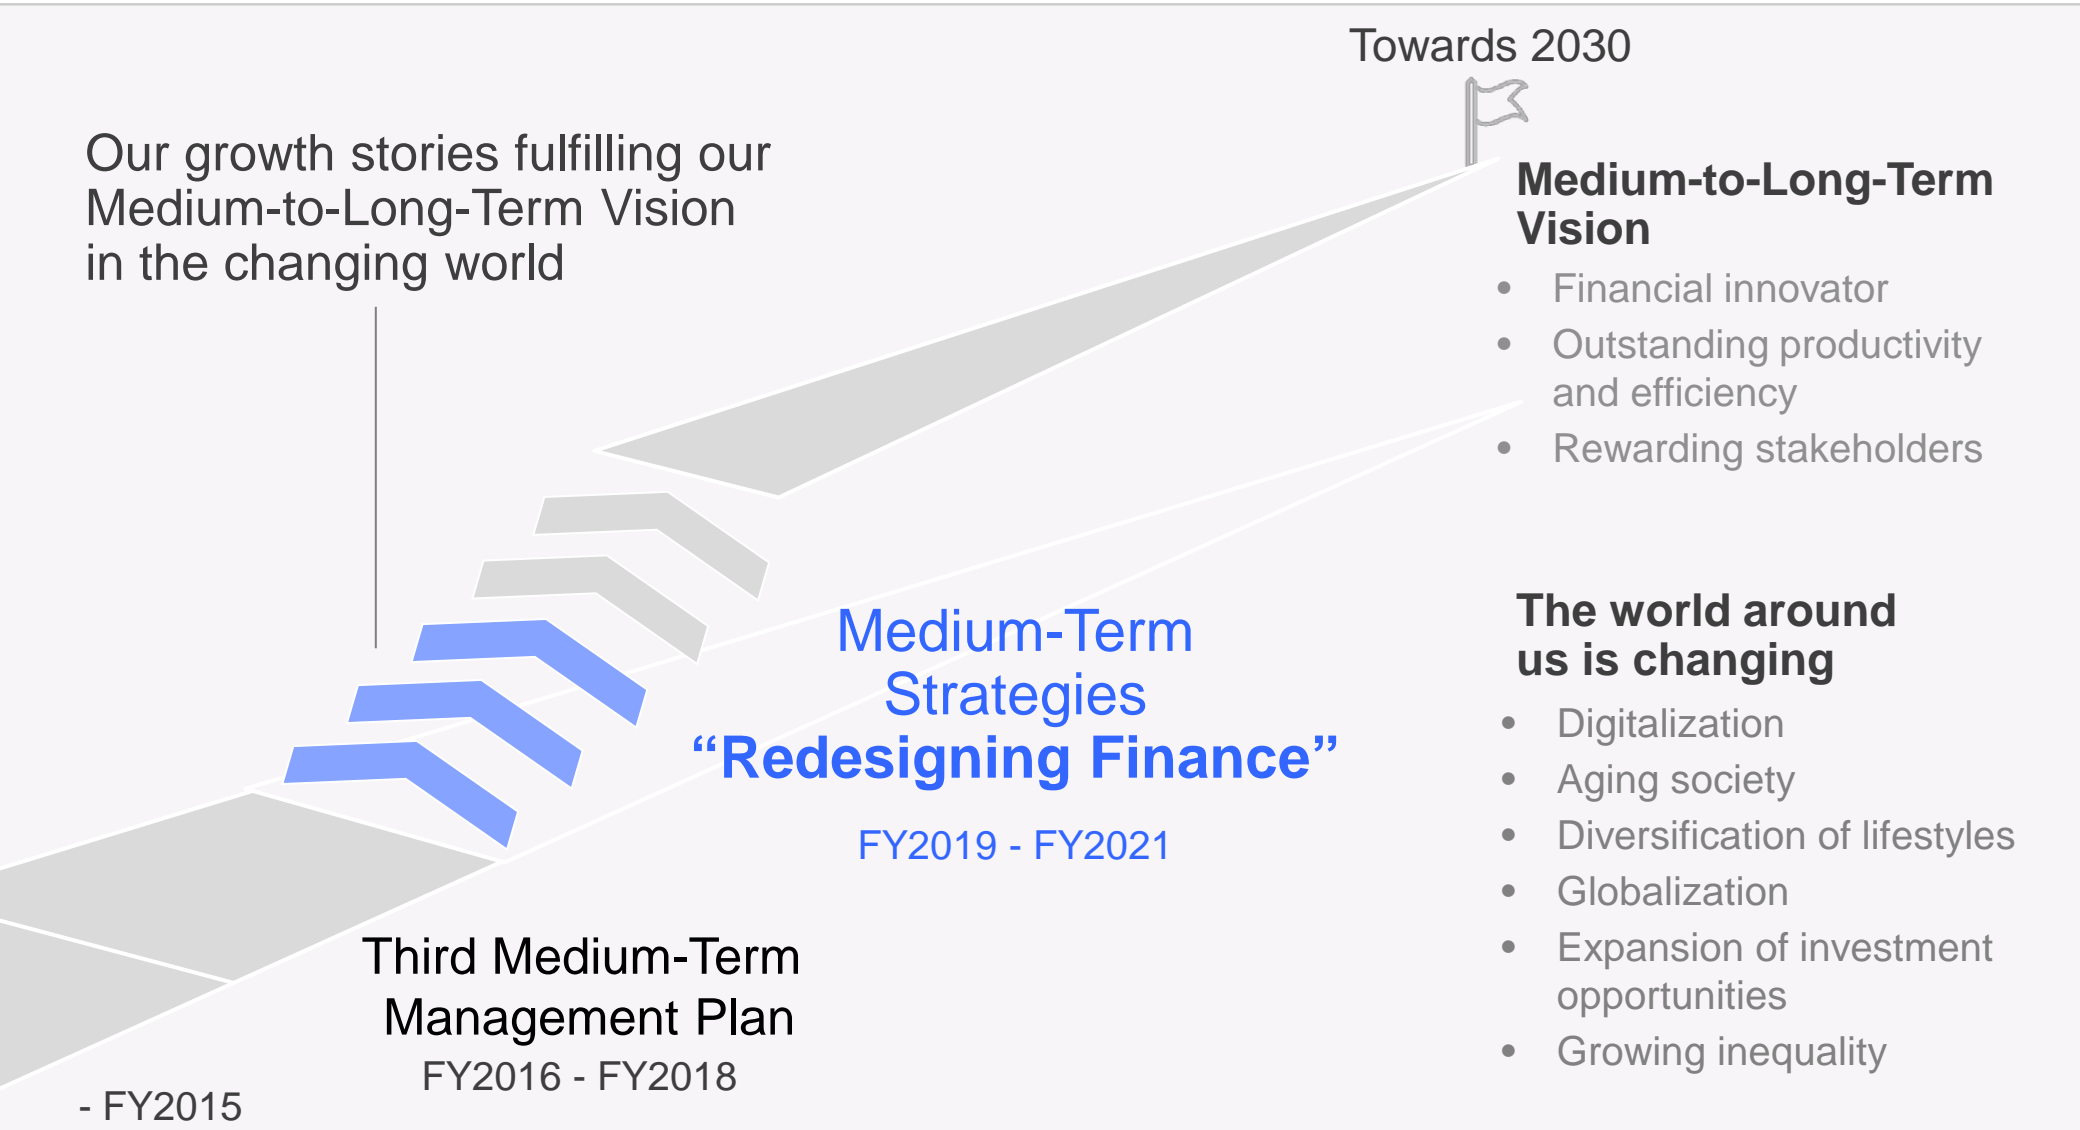 Towards 2030
Our growth stories fulfilling our
Medium-to-Long-Term Vision
in the changing world
Medium-to-Long-Term
Vision
• Financial innovator
• Outstanding productivity
and efficiency
• Rewarding stakeholders
The world around
us is changing
• Digitalization
• Aging society
• Diversification of lifestyles
• Globalization
• Expansion of investment
opportunities
• Growing inequality
Medium-Term
Strategies
“Redesigning Finance”
FY2019 - FY2021
Third Medium-Term
Management Plan
FY2016 - FY2018
- FY2015